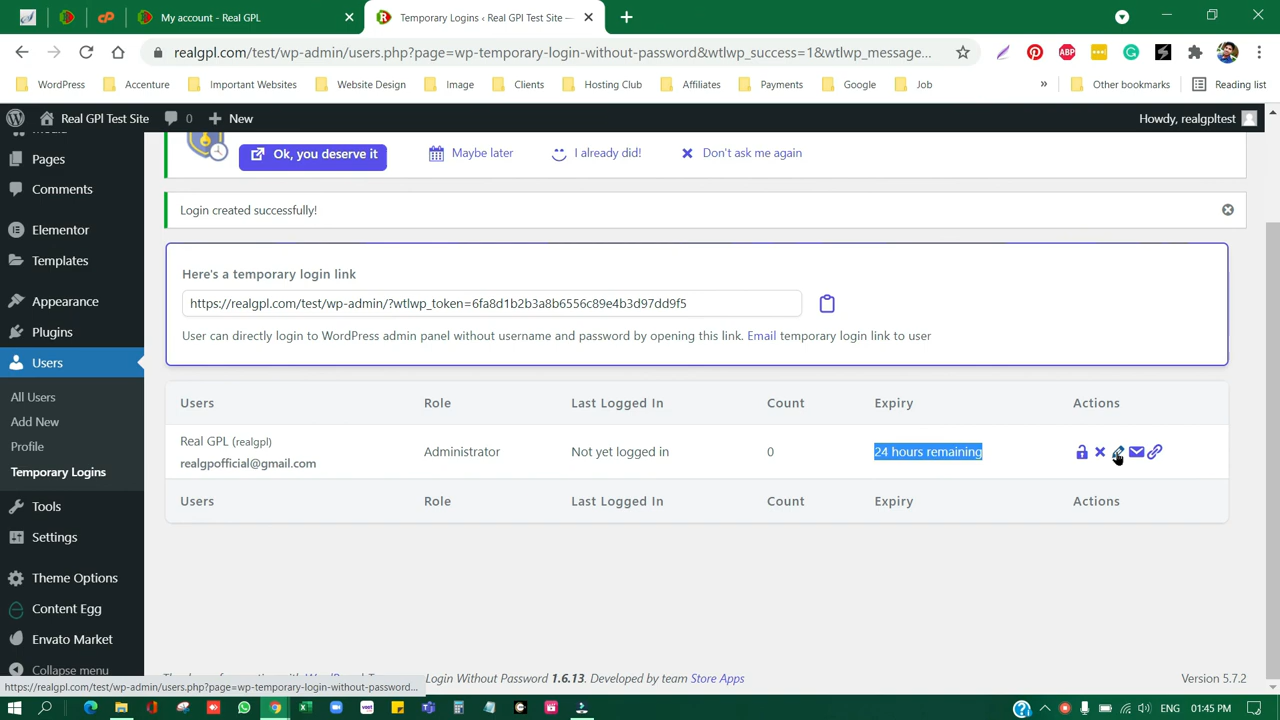 My account - Real GPL
Temporary Logins ‹ Real GPl Test Site —
realgpl.com/test/wp-admin/users.php?page=wp-temporary-login-without-password&wtlwp_success=1&wtlwp_message...
WordPress
Accenture
Important Websites
Website Design
Image
Clients
Hosting Club
Affiliates
Payments
Google
Job
»
Other bookmarks
Reading list
Real GPl Test Site
0
New
Howdy, realgpltest
Pages
Comments
Elementor
Templates
Appearance
Plugins
Users
All Users
Add New
Profile
Temporary Logins
Tools
Settings
Theme Options
Content Egg
Envato Market
Collapse menu
Ok, you deserve it
Maybe later
I already did!
Don't ask me again
Login created successfully!
Here's a temporary login link
https://realgpl.com/test/wp-admin/?wtlwp_token=6fa8d1b2b3a8b6556c89e4b3d97dd9f5
User can directly login to WordPress admin panel without username and password by opening this link. Email temporary login link to user
Users Role Last Logged In Count Expiry Actions
Real GPL (realgpl)
realgpofficial@gmail.com
Administrator Not yet logged in 0 24 hours remaining
Users Role Last Logged In Count Expiry Actions
Login Without Password 1.6.13. Developed by team Store Apps
Version 5.7.2
https://realgpl.com/test/wp-admin/users.php?page=wp-temporary-login-without-password...
ENG
01:45 PM